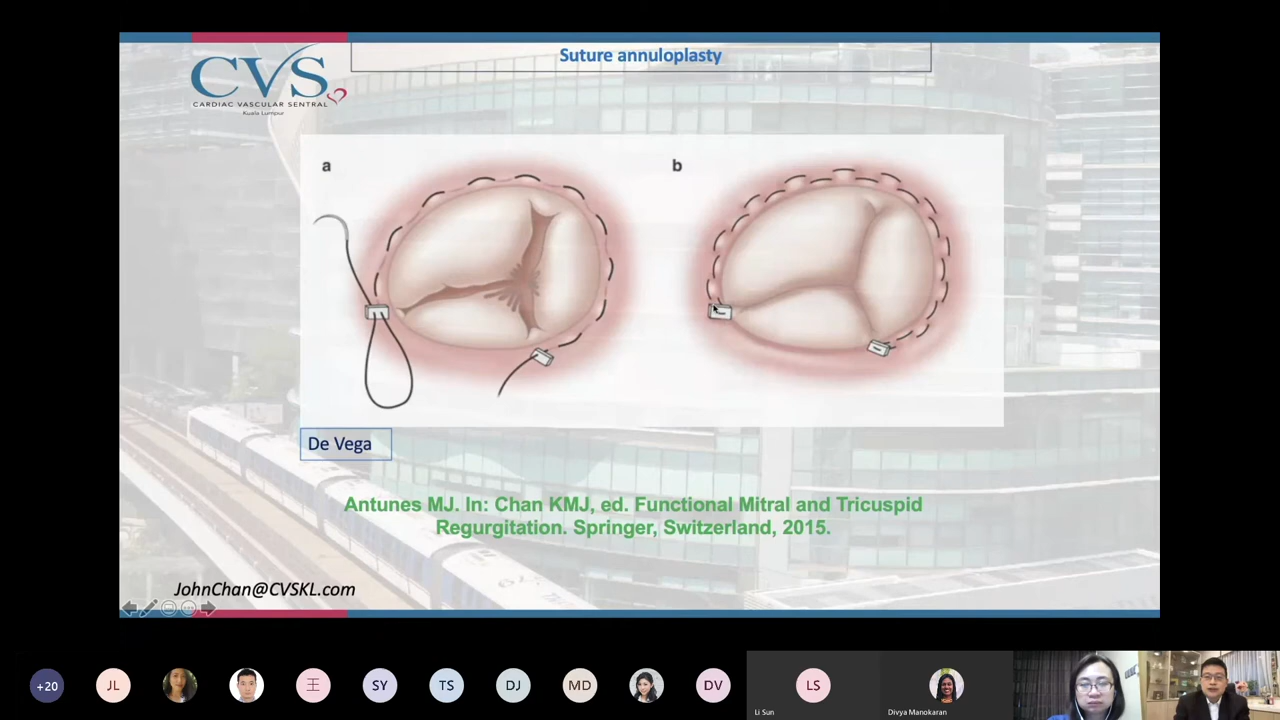 Suture annuloplasty
CVS
CARDIAC VASCULAR SENTRAL
Kuala Lumpur
a
b
De Vega
Antunes MJ. In: Chan KMJ, ed. Functional Mitral and Tricuspid
Regurgitation. Springer, Switzerland, 2015.
JohnChan@CVSKL.com
+20
JL
王
SY
TS
DJ
MD
DV
LS
Li Sun
Divya Manokaran